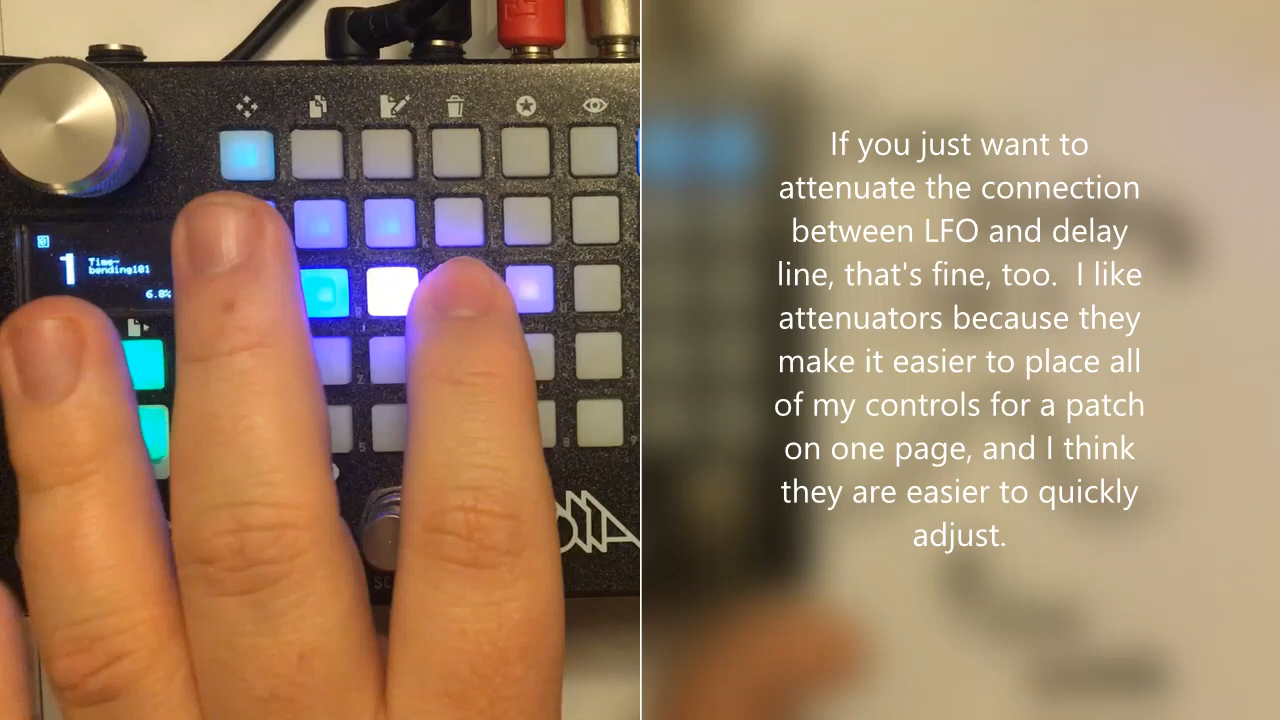 1
Time-
bending101
6.8%
If you just want to
attenuate the connection
between LFO and delay
line, that's fine, too.  I like
attenuators because they
make it easier to place all
of my controls for a patch
on one page, and I think
they are easier to quickly
adjust.